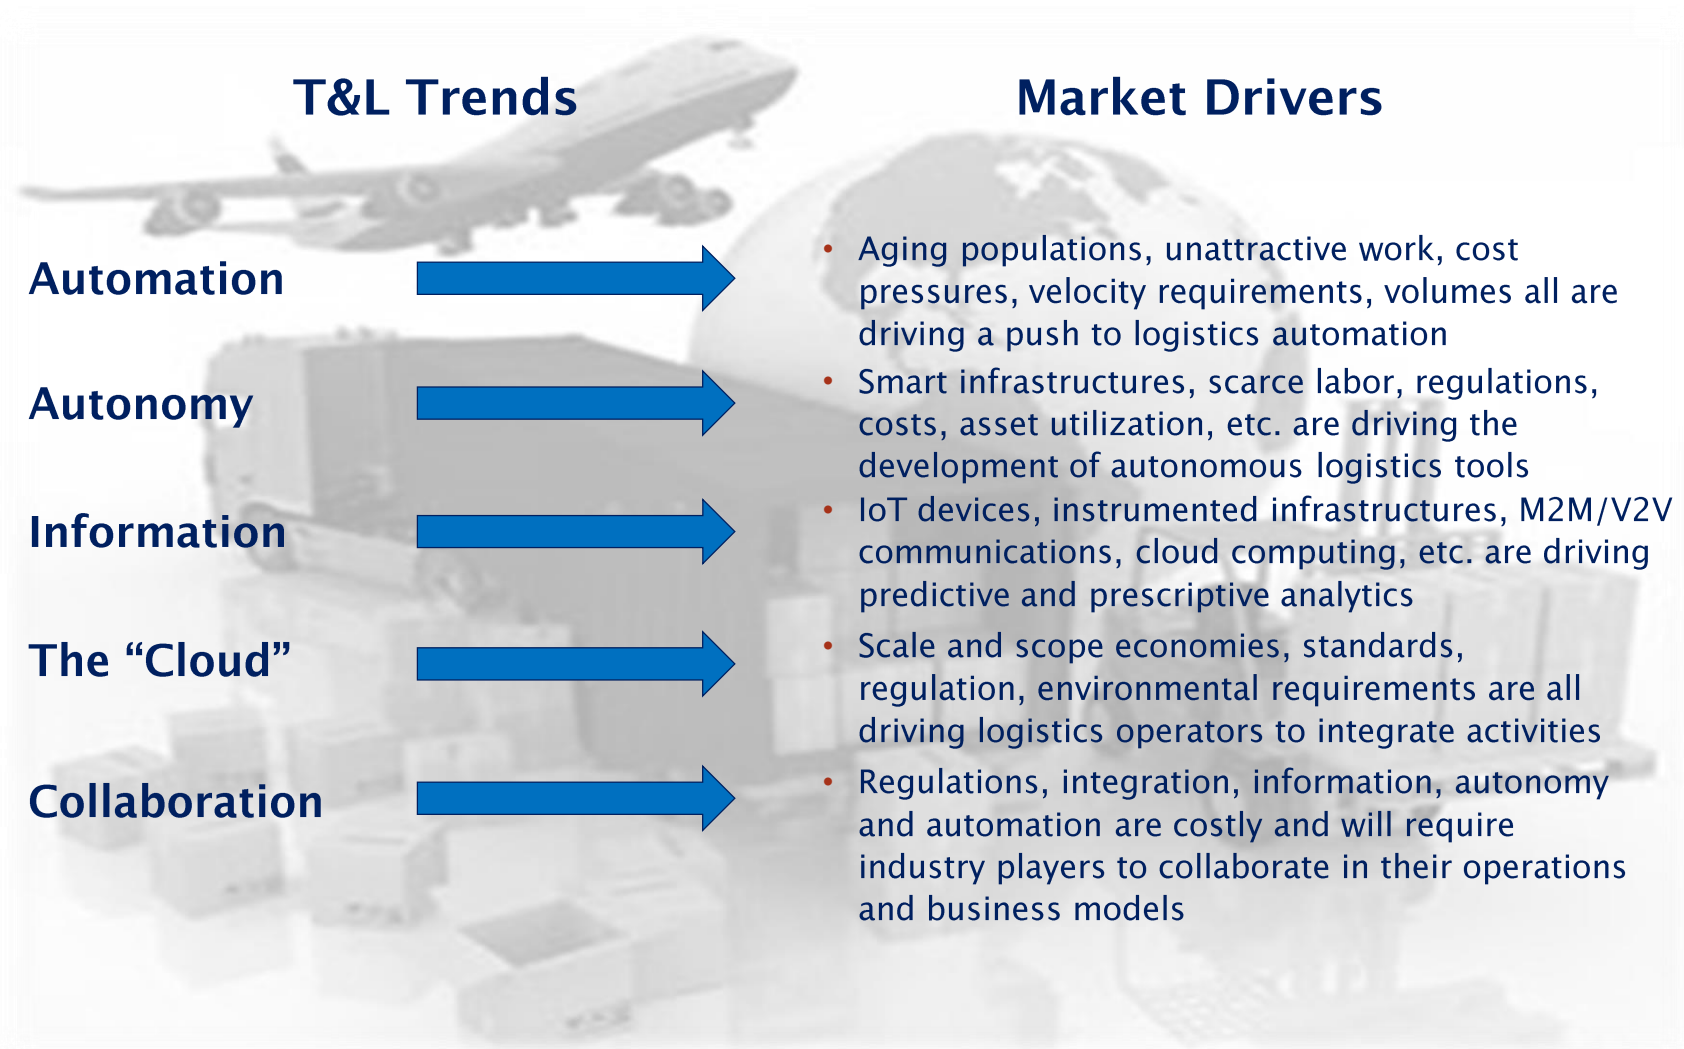 T&L Trends
Market Drivers
Automation
• Aging populations, unattractive work, cost
pressures, velocity requirements, volumes all are
driving a push to logistics automation
Autonomy
• Smart infrastructures, scarce labor, regulations,
costs, asset utilization, etc. are driving the
development of autonomous logistics tools
Information
• IoT devices, instrumented infrastructures, M2M/V2V
communications, cloud computing, etc. are driving
predictive and prescriptive analytics
The “Cloud”
• Scale and scope economies, standards,
regulation, environmental requirements are all
driving logistics operators to integrate activities
Collaboration
• Regulations, integration, information, autonomy
and automation are costly and will require
industry players to collaborate in their operations
and business models